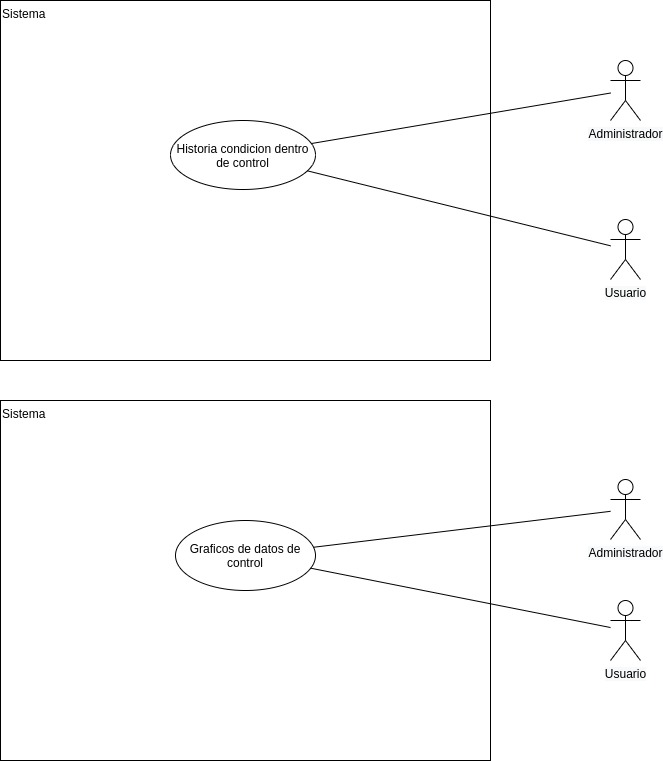 Sistema
Historia condicion dentro
de control
Administrador
Usuario
Sistema
Graficos de datos de
control
Administrador
Usuario